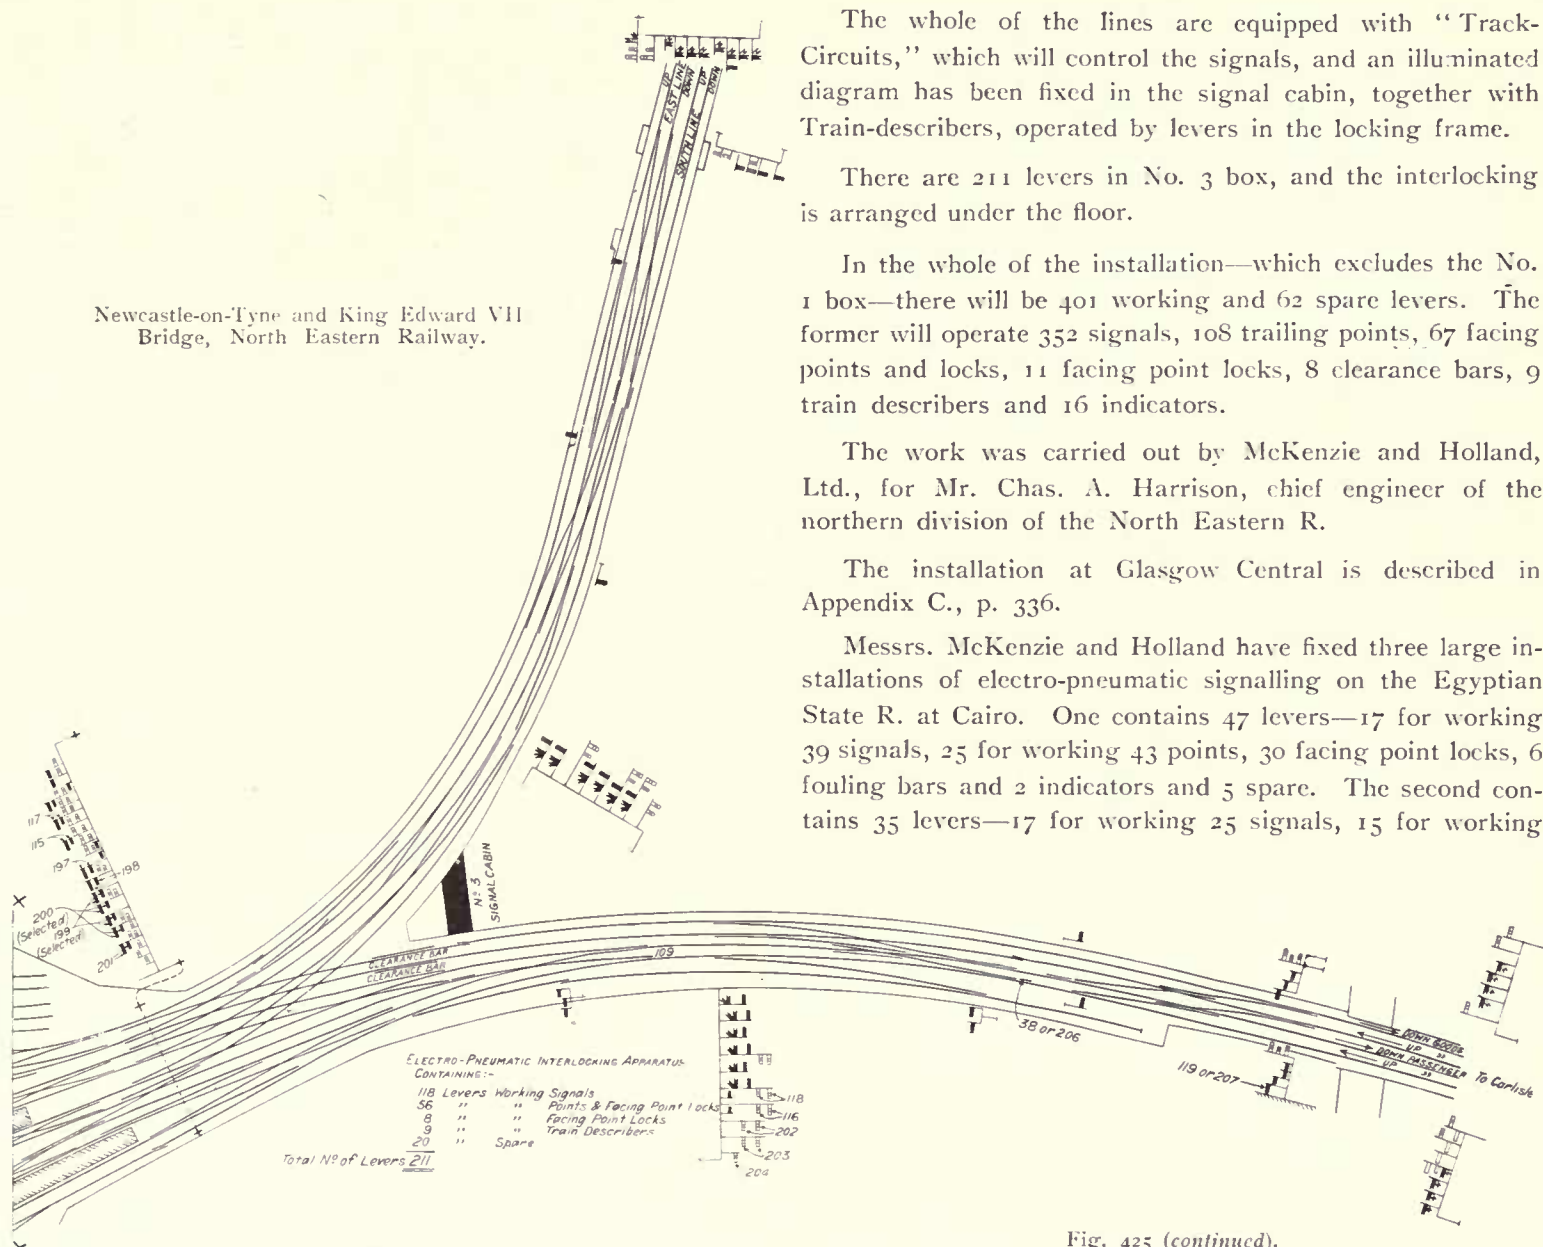 The whole of the lines are equipped with “Track-
Circuits,” which will control the signals, and an illuminated
diagram has been fixed in the signal cabin, together with
Train-describers, operated by levers in the locking frame.
There are 211 levers in No. 3 box, and the interlocking
is arranged under the floor.
In the whole of the installation—which excludes the No.
1 box—there will be 401 working and 62 spare levers. The
former will operate 352 signals, 108 trailing points, 67 facing
points and locks, 11 facing point locks, 8 clearance bars, 9
train describers and 16 indicators.
The work was carried out by McKenzie and Holland,
Ltd., for Mr. Chas. A. Harrison, chief engineer of the
northern division of the North Eastern R.
The installation at Glasgow Central is described in
Appendix C., p. 336.
Messrs. McKenzie and Holland have fixed three large in-
stallations of electro-pneumatic signalling on the Egyptian
State R. at Cairo. One contains 47 levers—17 for working
39 signals, 25 for working 43 points, 30 facing point locks, 6
fouling bars and 2 indicators and 5 spare. The second con-
tains 35 levers—17 for working 25 signals, 15 for working
Newcastle-on-Tyne and King Edward VII
Bridge, North Eastern Railway.
UP
EAST LINE
DOWN
UP
SOUTH LINE
DOWN
117
115
197
198
200
(Selected)
199
(Selected)
201
Nº 3
SIGNAL CABIN
CLEARANCE BAR
CLEARANCE BAR
109
38 or 206
119 or 207
DOWN GOODS
UP "
DOWN PASSENGER
UP "
To Carlisle
ELECTRO-PNEUMATIC INTERLOCKING APPARATUS
CONTAINING:-
118 Levers Working Signals
56 " " Points & Facing Point Locks
8 " " Facing Point Locks
9 " " Train Describers
20 " Spare
Total Nº of Levers 211
118
116
202
203
204
Fig. 425 (continued).